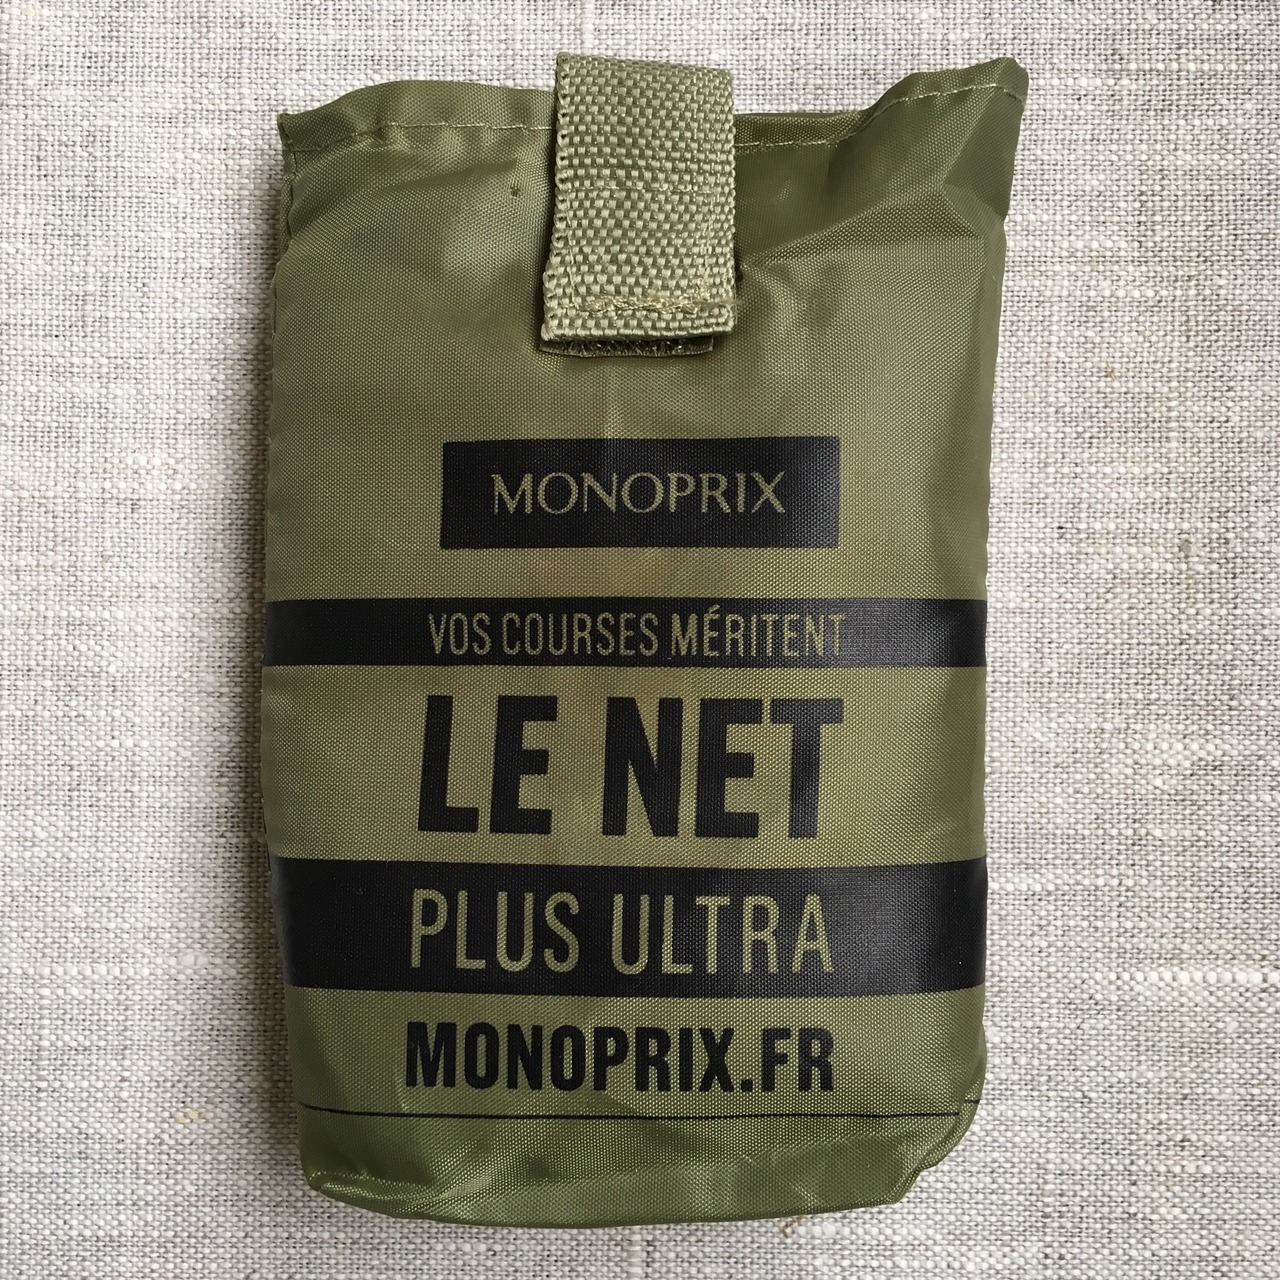 MONOPRIX
VOS COURSES MÉRITENT
LE NET
PLUS ULTRA
MONOPRIX.FR